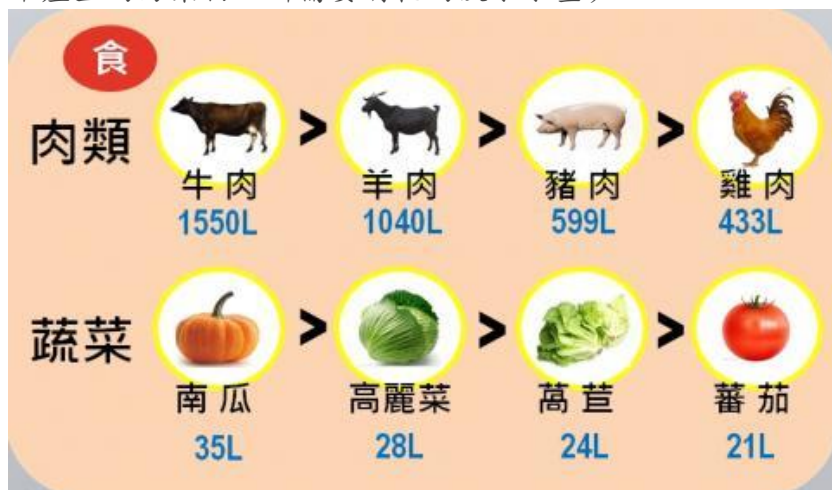 食
肉類
牛肉 > 羊肉 > 豬肉 > 雞肉
1550L 1040L 599L 433L
蔬菜
南瓜 > 高麗菜 > 萵苣 > 蕃茄
35L 28L 24L 21L